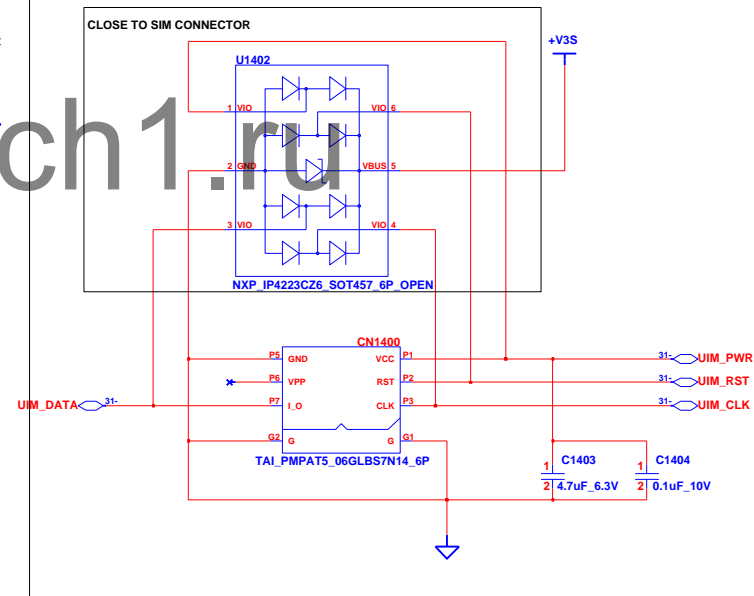 CLOSE TO SIM CONNECTOR
+V3S
U1402
1 VIO VIO 6
2 GND VBUS 5
3 VIO VIO 4
NXP_IP4223CZ6_SOT457_6P_OPEN
ch1.ru
CN1400
P5 GND VCC P1
P6 VPP RST P2
P7 I_O CLK P3
G2 G G G1
TAI_PMPAT5_06GLBS7N14_6P
UIM_DATA 31-
31- UIM_PWR
31- UIM_RST
31- UIM_CLK
1 C1403
2 4.7uF_6.3V
1 C1404
2 0.1uF_10V